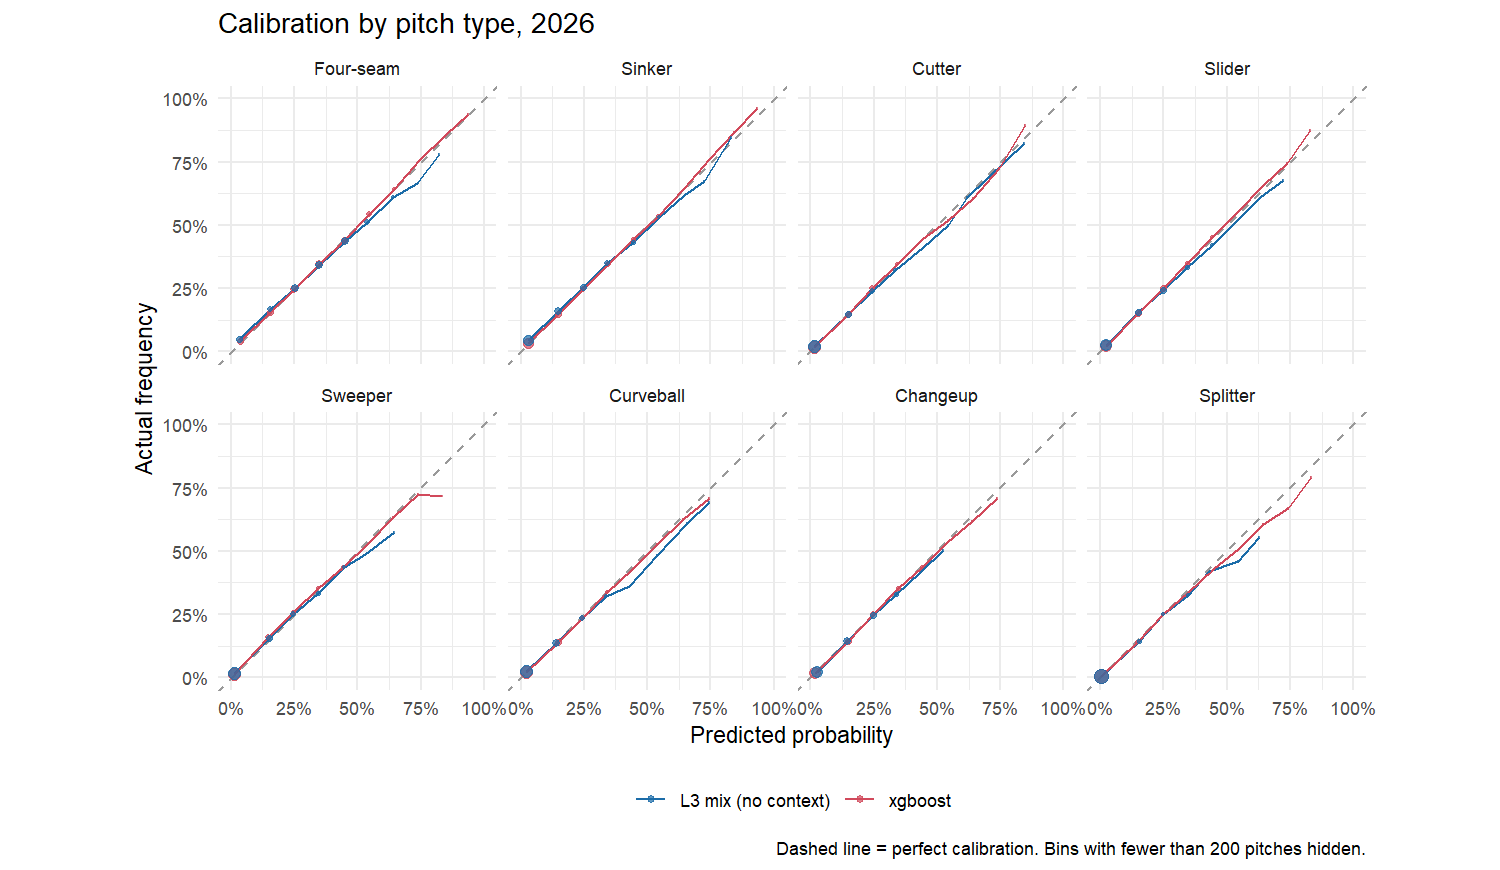 Calibration by pitch type, 2026
Four-seam
Sinker
Cutter
Slider
100%
75%
50%
25%
0%
Sweeper
Curveball
Changeup
Splitter
100%
75%
50%
25%
0%
Actual frequency
0% 25% 50% 75% 100%
0% 25% 50% 75% 100%
0% 25% 50% 75% 100%
0% 25% 50% 75% 100%
Predicted probability
L3 mix (no context)
xgboost
Dashed line = perfect calibration. Bins with fewer than 200 pitches hidden.